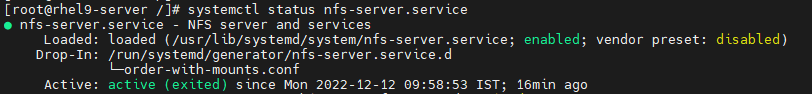 [root@rhel9-server /]# systemctl status nfs-server.service
● nfs-server.service - NFS server and services
Loaded: loaded (/usr/lib/systemd/system/nfs-server.service; enabled; vendor preset: disabled)
Drop-In: /run/systemd/generator/nfs-server.service.d
└─order-with-mounts.conf
Active: active (exited) since Mon 2022-12-12 09:58:53 IST; 16min ago